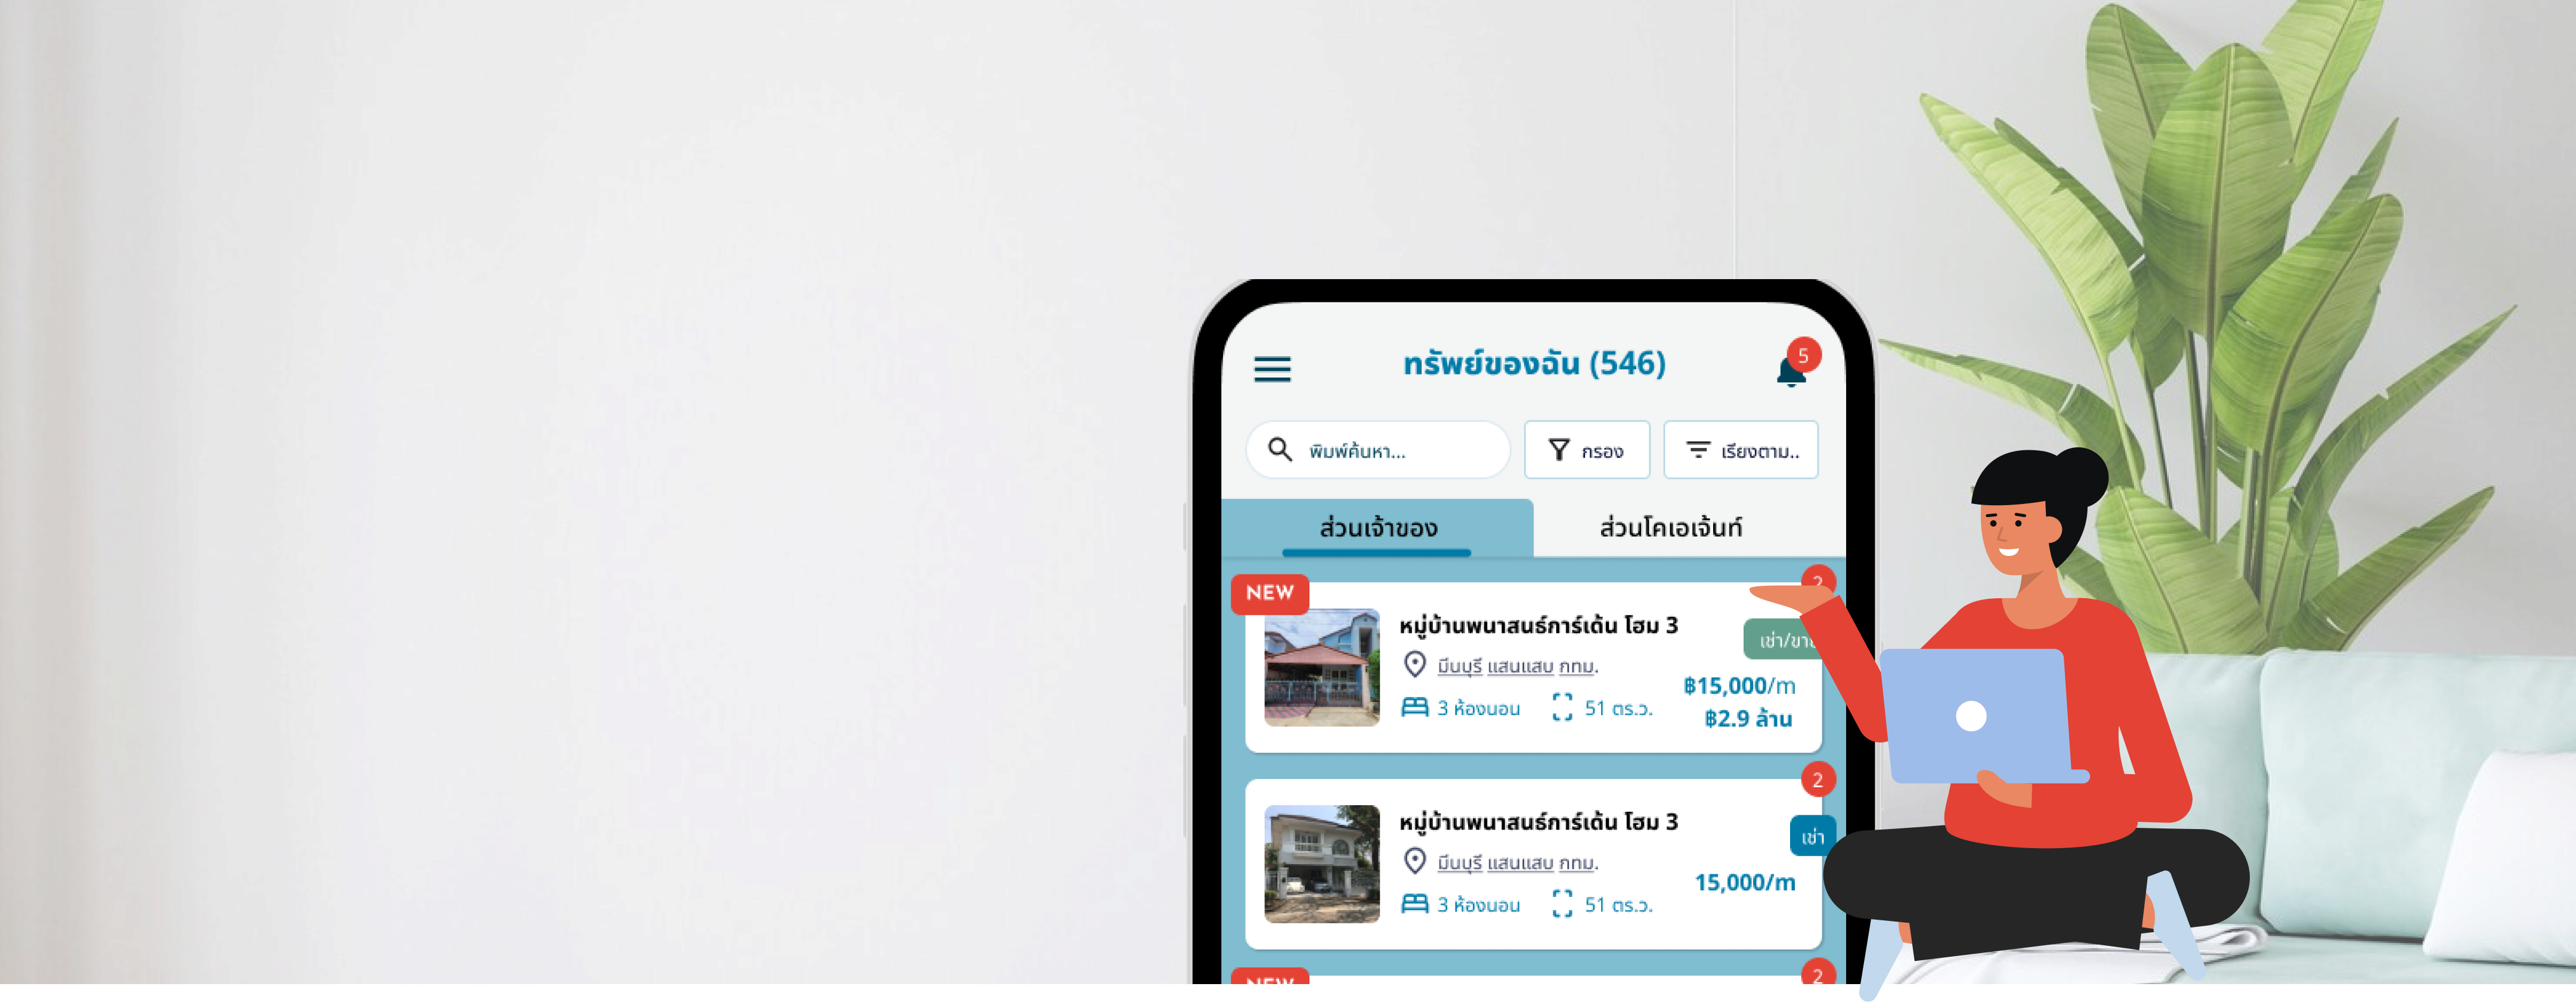 ทรัพย์ของฉัน (546)
5
พิมพ์ค้นหา...
กรอง
เรียงตาม..
ส่วนเจ้าของ
ส่วนโคเอเจ้นท์
NEW
2
หมู่บ้านพนาสนธ์การ์เด้น โฮม 3
เช่า/ขาย
มีนบุรี แสนแสบ กทม.
฿15,000/m
3 ห้องนอน
51 ตร.ว.
฿2.9 ล้าน
2
หมู่บ้านพนาสนธ์การ์เด้น โฮม 3
เช่า
มีนบุรี แสนแสบ กทม.
15,000/m
3 ห้องนอน
51 ตร.ว.
NEW
2